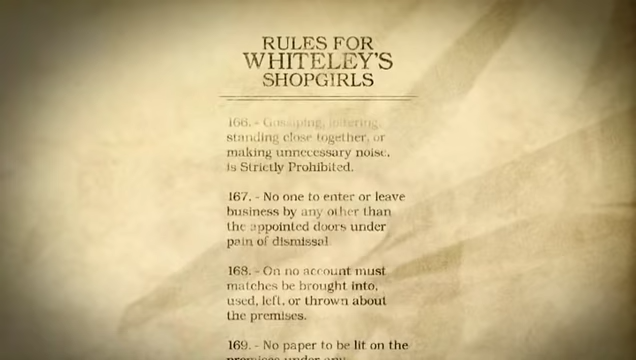 RULES FOR
WHITELEY'S
SHOPGIRLS
166. - Gossiping, loitering,
standing close together, or
making unnecessary noise,
is Strictly Prohibited.
167. - No one to enter or leave
business by any other than
the appointed doors under
pain of dismissal
168. - On no account must
matches be brought into,
used, left, or thrown about
the premises.
169. - No paper to be lit on the
premises under any